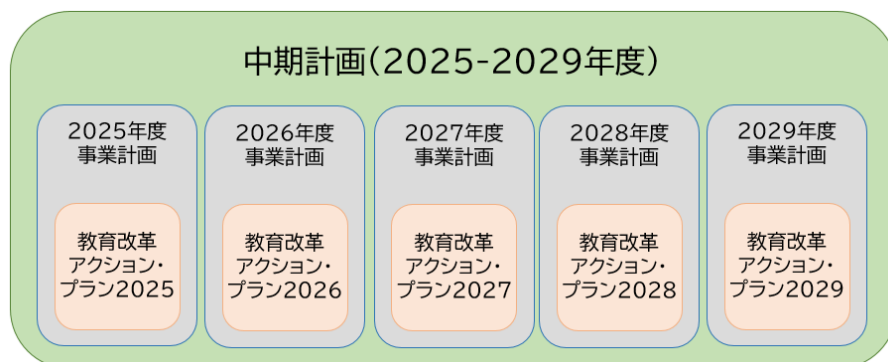 中期計画(2025-2029年度)
2025年度
事業計画
教育改革
アクション・
プラン2025
2026年度
事業計画
教育改革
アクション・
プラン2026
2027年度
事業計画
教育改革
アクション・
プラン2027
2028年度
事業計画
教育改革
アクション・
プラン2028
2029年度
事業計画
教育改革
アクション・
プラン2029